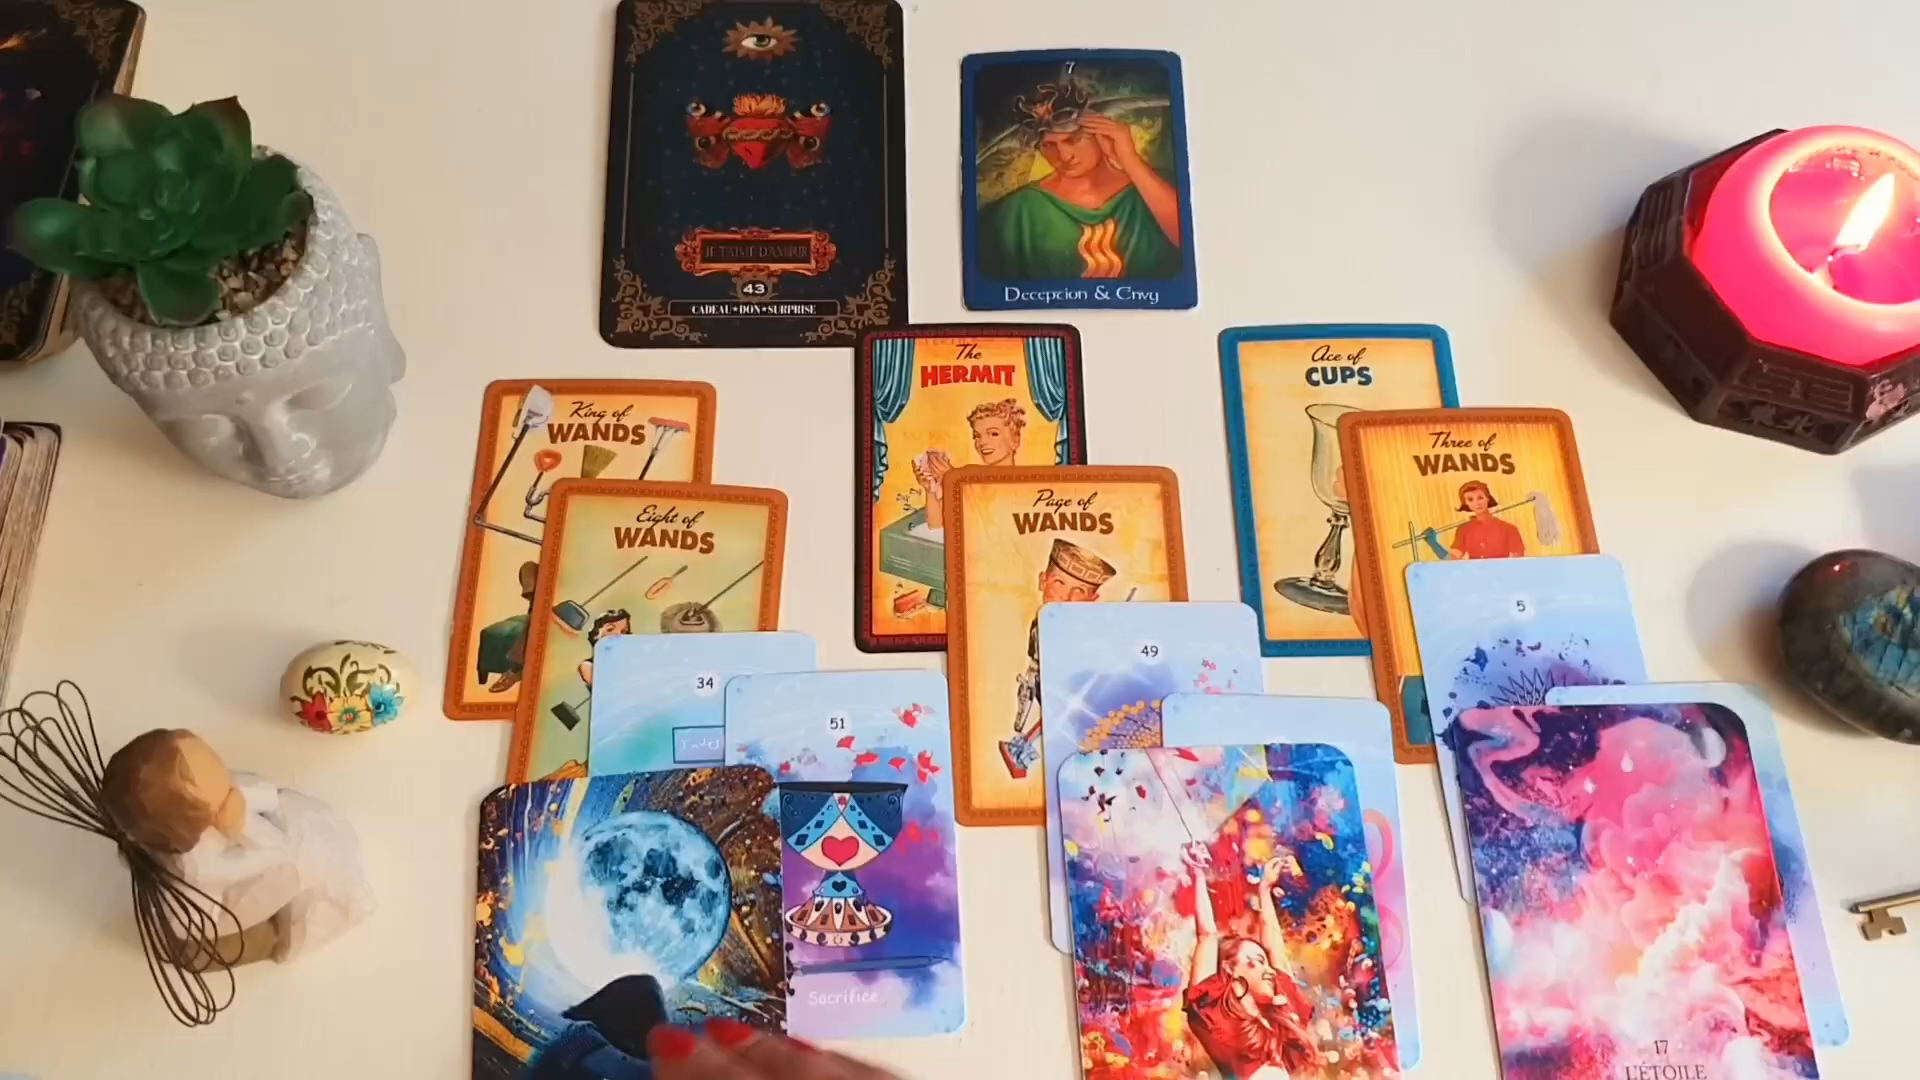 JE T'AIME D'AMOUR
43
CADEAU•DON•SURPRISE
7
Deception & Envy
King of
WANDS
Eight of
WANDS
The
HERMIT
Page of
WANDS
Ace of
CUPS
Three of
WANDS
34
51
Sacrifice
49
5
17
L'ÉTOILE